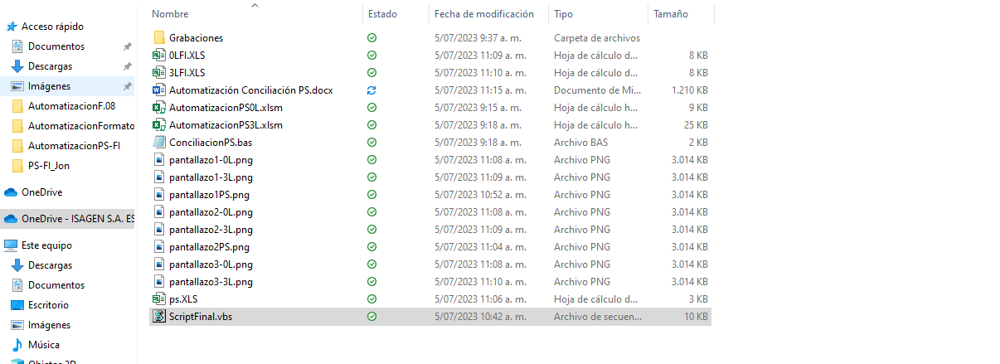 Nombre Estado Fecha de modificación Tipo Tamaño
Acceso rápido
Documentos
Descargas
Imágenes
AutomatizacionF.08
AutomatizacionFormato
AutomatizacionPS-FI
PS-FI_Jon
OneDrive
OneDrive - ISAGEN S.A. ES
Este equipo
Descargas
Documentos
Escritorio
Imágenes
Música
Objetos 3D
Grabaciones 5/07/2023 9:37 a. m. Carpeta de archivos
0LFI.XLS 5/07/2023 11:09 a. m. Hoja de cálculo d... 8 KB
3LFI.XLS 5/07/2023 11:10 a. m. Hoja de cálculo d... 8 KB
Automatización Conciliación PS.docx 5/07/2023 11:15 a. m. Documento de Mi... 1.210 KB
AutomatizacionPS0L.xlsm 5/07/2023 9:15 a. m. Hoja de cálculo h... 9 KB
AutomatizacionPS3L.xlsm 5/07/2023 9:18 a. m. Hoja de cálculo h... 25 KB
ConciliacionPS.bas 5/07/2023 9:18 a. m. Archivo BAS 2 KB
pantallazo1-0L.png 5/07/2023 11:08 a. m. Archivo PNG 3.014 KB
pantallazo1-3L.png 5/07/2023 11:09 a. m. Archivo PNG 3.014 KB
pantallazo1PS.png 5/07/2023 10:52 a. m. Archivo PNG 3.014 KB
pantallazo2-0L.png 5/07/2023 11:08 a. m. Archivo PNG 3.014 KB
pantallazo2-3L.png 5/07/2023 11:09 a. m. Archivo PNG 3.014 KB
pantallazo2PS.png 5/07/2023 11:04 a. m. Archivo PNG 3.014 KB
pantallazo3-0L.png 5/07/2023 11:08 a. m. Archivo PNG 3.014 KB
pantallazo3-3L.png 5/07/2023 11:10 a. m. Archivo PNG 3.014 KB
ps.XLS 5/07/2023 11:06 a. m. Hoja de cálculo d... 3 KB
ScriptFinal.vbs 5/07/2023 10:42 a. m. Archivo de secuen... 10 KB